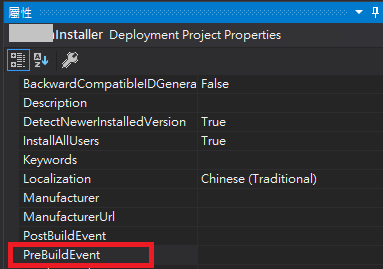 屬性
Installer Deployment Project Properties
BackwardCompatibleIDGenera False
Description
DetectNewerInstalledVersion True
InstallAllUsers True
Keywords
Localization Chinese (Traditional)
Manufacturer
ManufacturerUrl
PostBuildEvent
PreBuildEvent